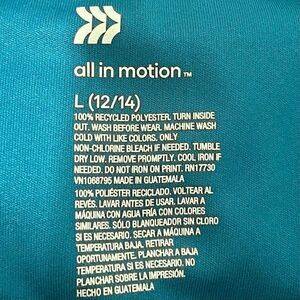 all in motion™
L (12/14)
100% RECYCLED POLYESTER. TURN INSIDE
OUT. WASH BEFORE WEAR. MACHINE WASH
COLD WITH LIKE COLORS. ONLY
NON-CHLORINE BLEACH IF NEEDED. TUMBLE
DRY LOW. REMOVE PROMPTLY. COOL IRON IF
NEEDED. DO NOT IRON ON PRINT. RN17730
VN1068795 MADE IN GUATEMALA
100% POLIÉSTER RECICLADO. VOLTEAR AL
REVÉS. LAVAR ANTES DE USAR. LAVAR A
MÁQUINA CON AGUA FRÍA CON COLORES
SIMILARES. SÓLO BLANQUEADOR SIN CLORO
SI ES NECESARIO. SECAR A MÁQUINA A
TEMPERATURA BAJA. RETIRAR
OPORTUNAMENTE. PLANCHAR A BAJA
TEMPERATURA SI ES NECESARIO. NO
PLANCHAR SOBRE LA IMPRESIÓN.
HECHO EN GUATEMALA